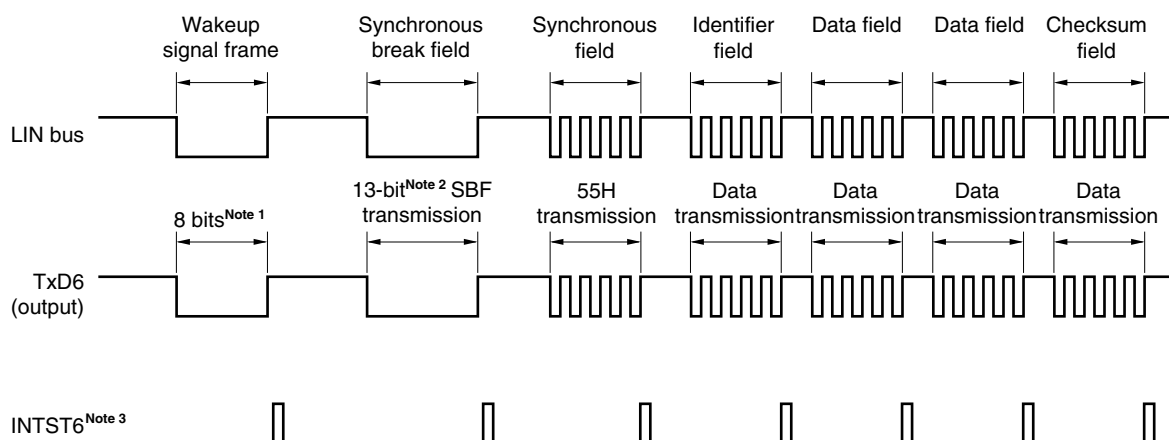 Wakeup
signal frame
Synchronous
break field
Synchronous
field
Identifier
field
Data field
Data field
Checksum
field
LIN bus
8 bitsNote 1
13-bitNote 2 SBF
transmission
55H
transmission
Data
transmission
Data
transmission
Data
transmission
Data
transmission
TxD6
(output)
INTST6Note 3